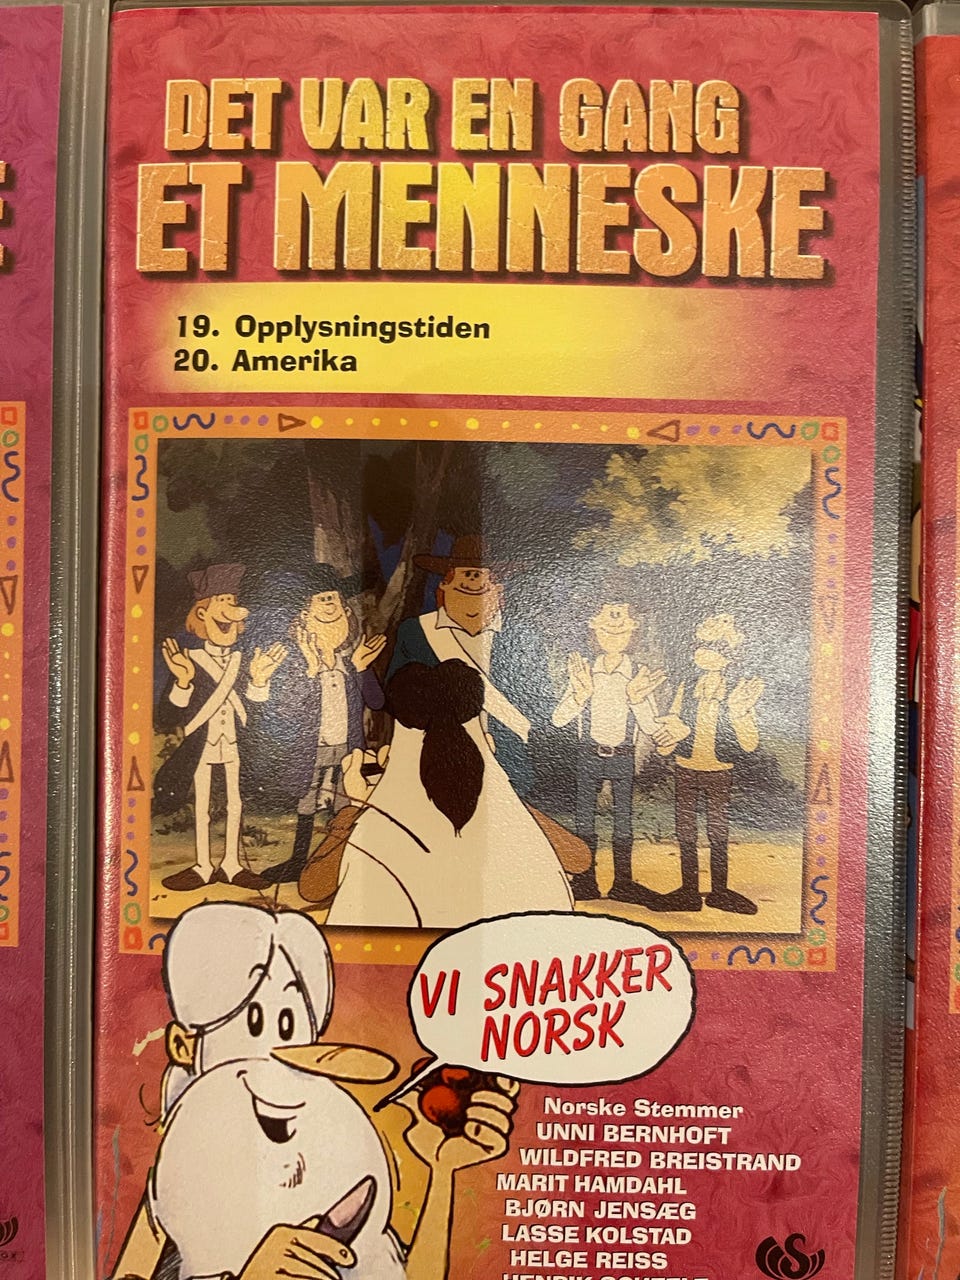 DET VAR EN GANG
ET MENNESKE
19. Opplysningstiden
20. Amerika
VI SNAKKER
NORSK
Norske Stemmer
UNNI BERNHOFT
WILDFRED BREISTRAND
MARIT HAMDAHL
BJØRN JENSÆG
LASSE KOLSTAD
HELGE REISS